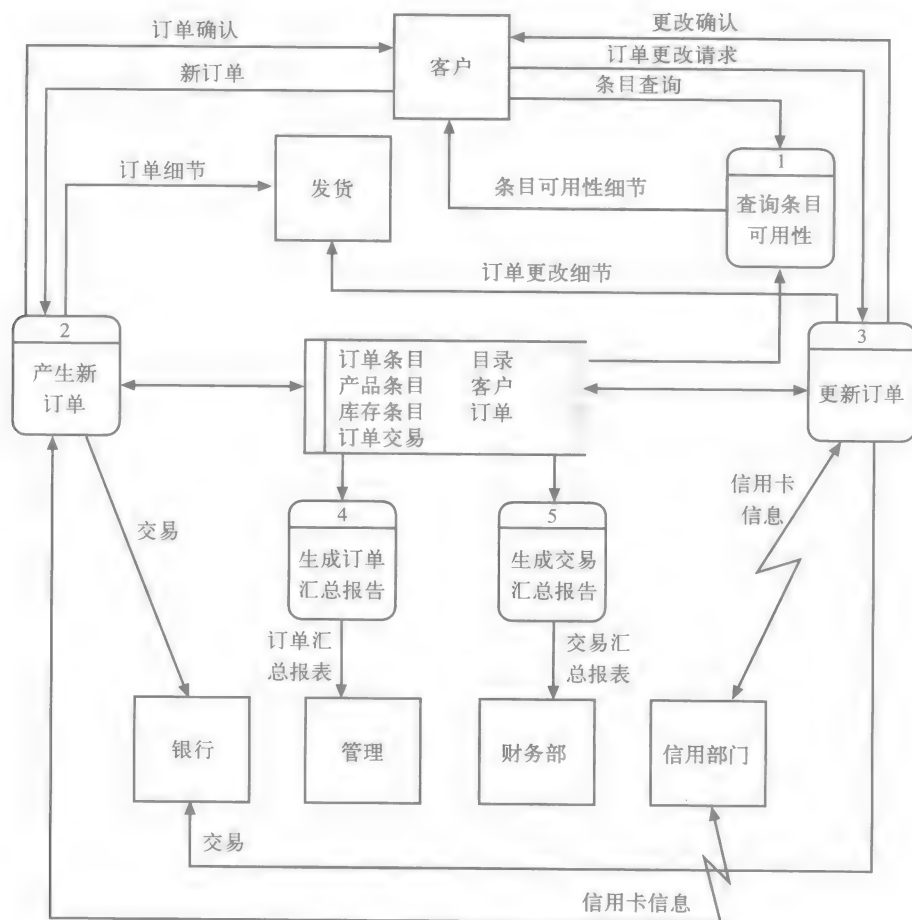 订单确认
更改确认
客户
订单更改请求
新订单
条目查询
1
订单细节
发货
条目可用性细节
查询条目
可用性
订单更改细节
2
3
产生新
订单
订单条目 目录
产品条目 客户
库存条目 订单
订单交易
更新订单
信用卡
信息
4
5
交易
生成订单
汇总报告
生成交易
汇总报告
订单汇
总报表
交易汇
总报表
银行
管理
财务部
信用部门
交易
信用卡信息